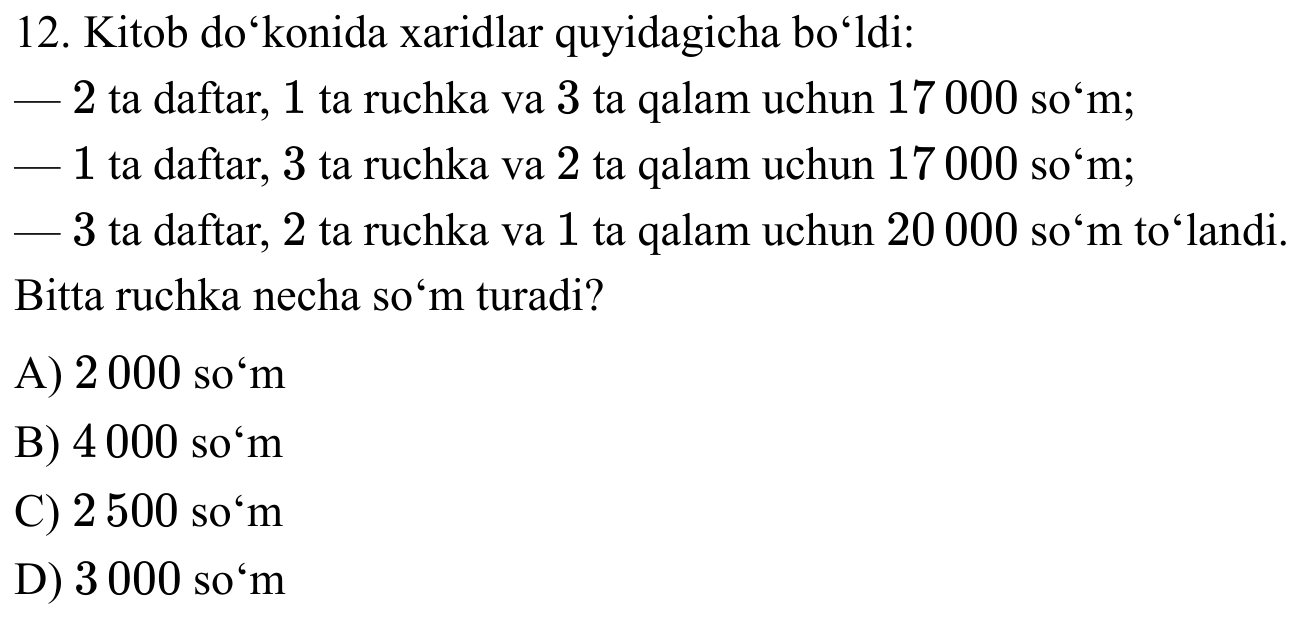 12. Kitob do‘konida xaridlar quyidagicha bo‘ldi:
— 2 ta daftar, 1 ta ruchka va 3 ta qalam uchun 17 000 so‘m;
— 1 ta daftar, 3 ta ruchka va 2 ta qalam uchun 17 000 so‘m;
— 3 ta daftar, 2 ta ruchka va 1 ta qalam uchun 20 000 so‘m to‘landi.
Bitta ruchka necha so‘m turadi?
A) 2 000 so‘m
B) 4 000 so‘m
C) 2 500 so‘m
D) 3 000 so‘m